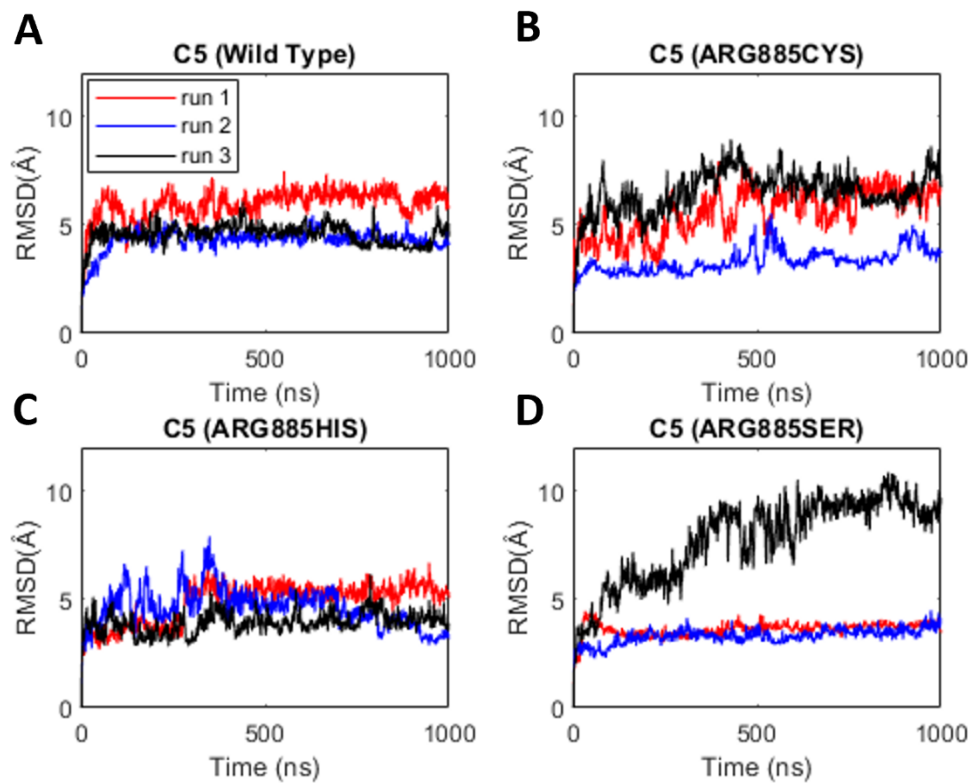 A
C5 (Wild Type)
run 1
run 2
run 3
RMSD(Å)
10
5
0
0
500
1000
Time (ns)
B
C5 (ARG885CYS)
RMSD(Å)
10
5
0
0
500
1000
Time (ns)
C
C5 (ARG885HIS)
RMSD(Å)
10
5
0
0
500
1000
Time (ns)
D
C5 (ARG885SER)
RMSD(Å)
10
5
0
0
500
1000
Time (ns)